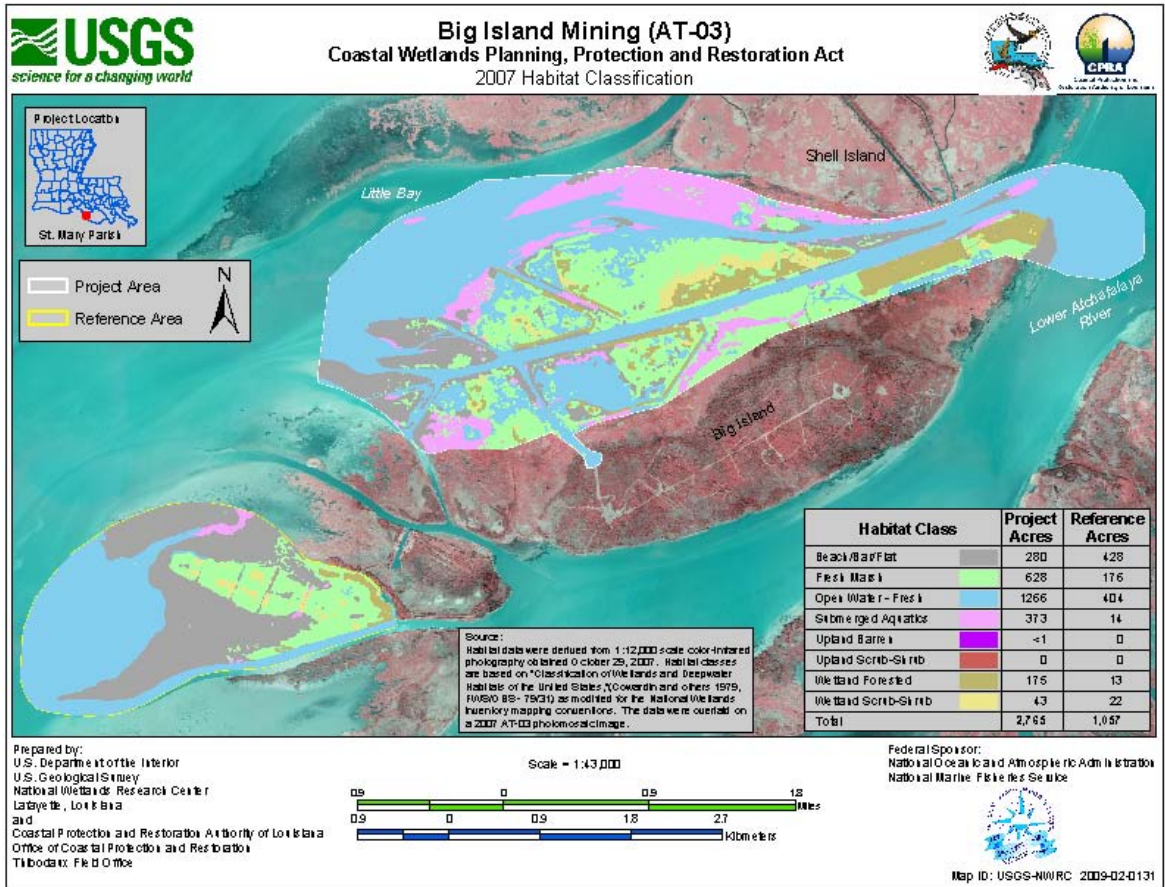 USGS
science for a changing world
Big Island Mining (AT-03)
Coastal Wetlands Planning, Protection and Restoration Act
2007 Habitat Classification
CPRA
Project Location
St. Mary Parish
Project Area
Reference Area
N
Little Bay
Shell Island
Lower Atchafalaya
River
Big Island
Habitat Class Project Acres Reference Acres
Beach/Bar/Flat 280 428
Fresh Marsh 628 176
Open Water - Fresh 1266 404
Submerged Aquatics 373 14
Upland Barren <1 0
Upland Scrub-Shrub 0 0
Wetland Forested 175 13
Wetland Scrub-Shrub 43 22
Total 2,765 1,057
Source:
Habitat data were derived from 1:12,000 scale color-infrared
photography obtained October 29, 2007. Habitat classes
are based on "Classification of Wetlands and Deepwater
Habitats of the United States,"(Cowardin and others 1979,
FWS/OBS- 79/31) as modified for the National Wetlands
Inventory mapping conventions. The data were overlaid on
a 2007 AT-03 photomosaic image.
Prepared by:
U.S. Department of the Interior
U.S. Geological Survey
National Wetlands Research Center
Lafayette, Louisiana
and
Coastal Protection and Restoration Authority of Louisiana
Office of Coastal Protection and Restoration
Thibodaux Field Office
Scale = 1:43,000
0.9 0 0.9 1.8
Miles
0.9 0 0.9 1.8 2.7
Kilometers
Federal Sponsor:
National Oceanic and Atmospheric Administration
National Marine Fisheries Service
Map ID: USGS-NWRC 2009-02-0131